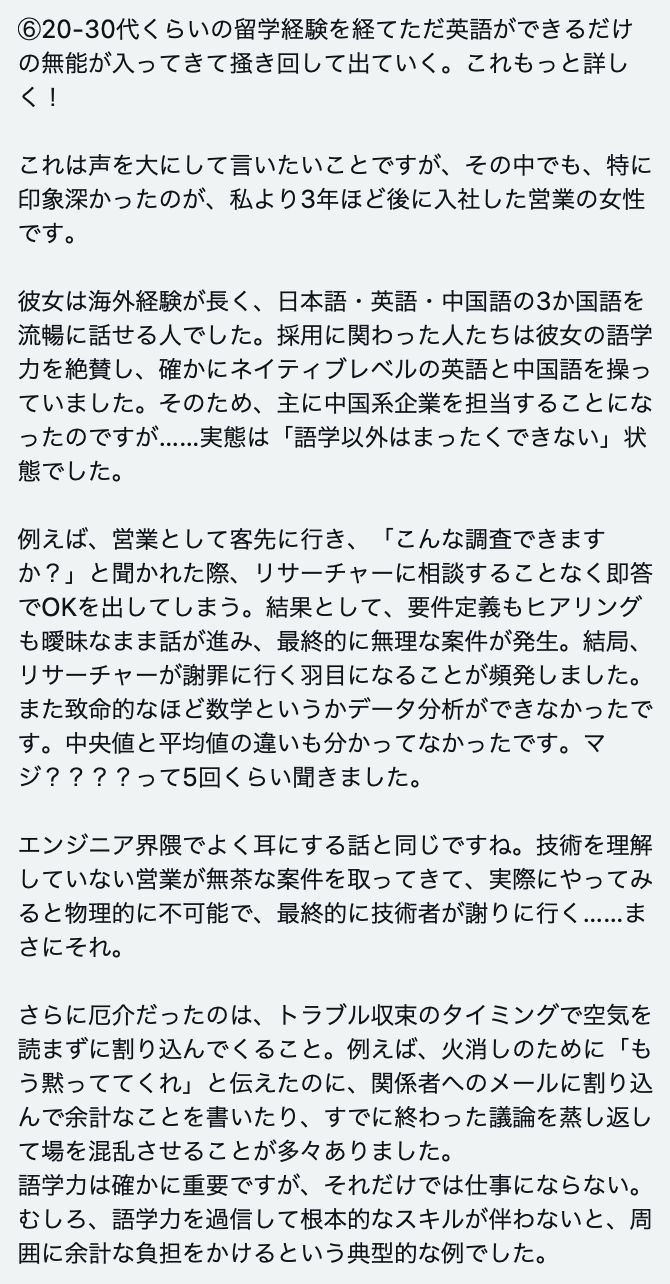 ⑥20-30代くらいの留学経験を経てただ英語ができるだけ
の無能が入ってきて掻き回して出ていく。これもっと詳し
く！
これは声を大にして言いたいことですが、その中でも、特に
印象深かったのが、私より3年ほど後に入社した営業の女性
です。
彼女は海外経験が長く、日本語・英語・中国語の3か国語を
流暢に話せる人でした。採用に関わった人たちは彼女の語学
力を絶賛し、確かにネイティブレベルの英語と中国語を操っ
ていました。そのため、主に中国系企業を担当することにな
ったのですが……実態は「語学以外はまったくできない」状
態でした。
例えば、営業として客先に行き、「こんな調査できます
か？」と聞かれた際、リサーチャーに相談することなく即答
でOKを出してしまう。結果として、要件定義もヒアリング
も曖昧なまま話が進み、最終的に無理な案件が発生。結局、
リサーチャーが謝罪に行く羽目になることが頻発しました。
また致命的なほど数学というかデータ分析ができなかったで
す。中央値と平均値の違いも分かってなかったです。マ
ジ？？？？って5回くらい聞きました。
エンジニア界隈でよく耳にする話と同じですね。技術を理解
していない営業が無茶な案件を取ってきて、実際にやってみ
ると物理的に不可能で、最終的に技術者が謝りに行く……ま
さにそれ。
さらに厄介だったのは、トラブル収束のタイミングで空気を
読まずに割り込んでくること。例えば、火消しのために「も
う黙っててくれ」と伝えたのに、関係者へのメールに割り込
んで余計なことを書いたり、すでに終わった議論を蒸し返し
て場を混乱させることが多々ありました。
語学力は確かに重要ですが、それだけでは仕事にならない。
むしろ、語学力を過信して根本的なスキルが伴わないと、周
囲に余計な負担をかけるという典型的な例でした。